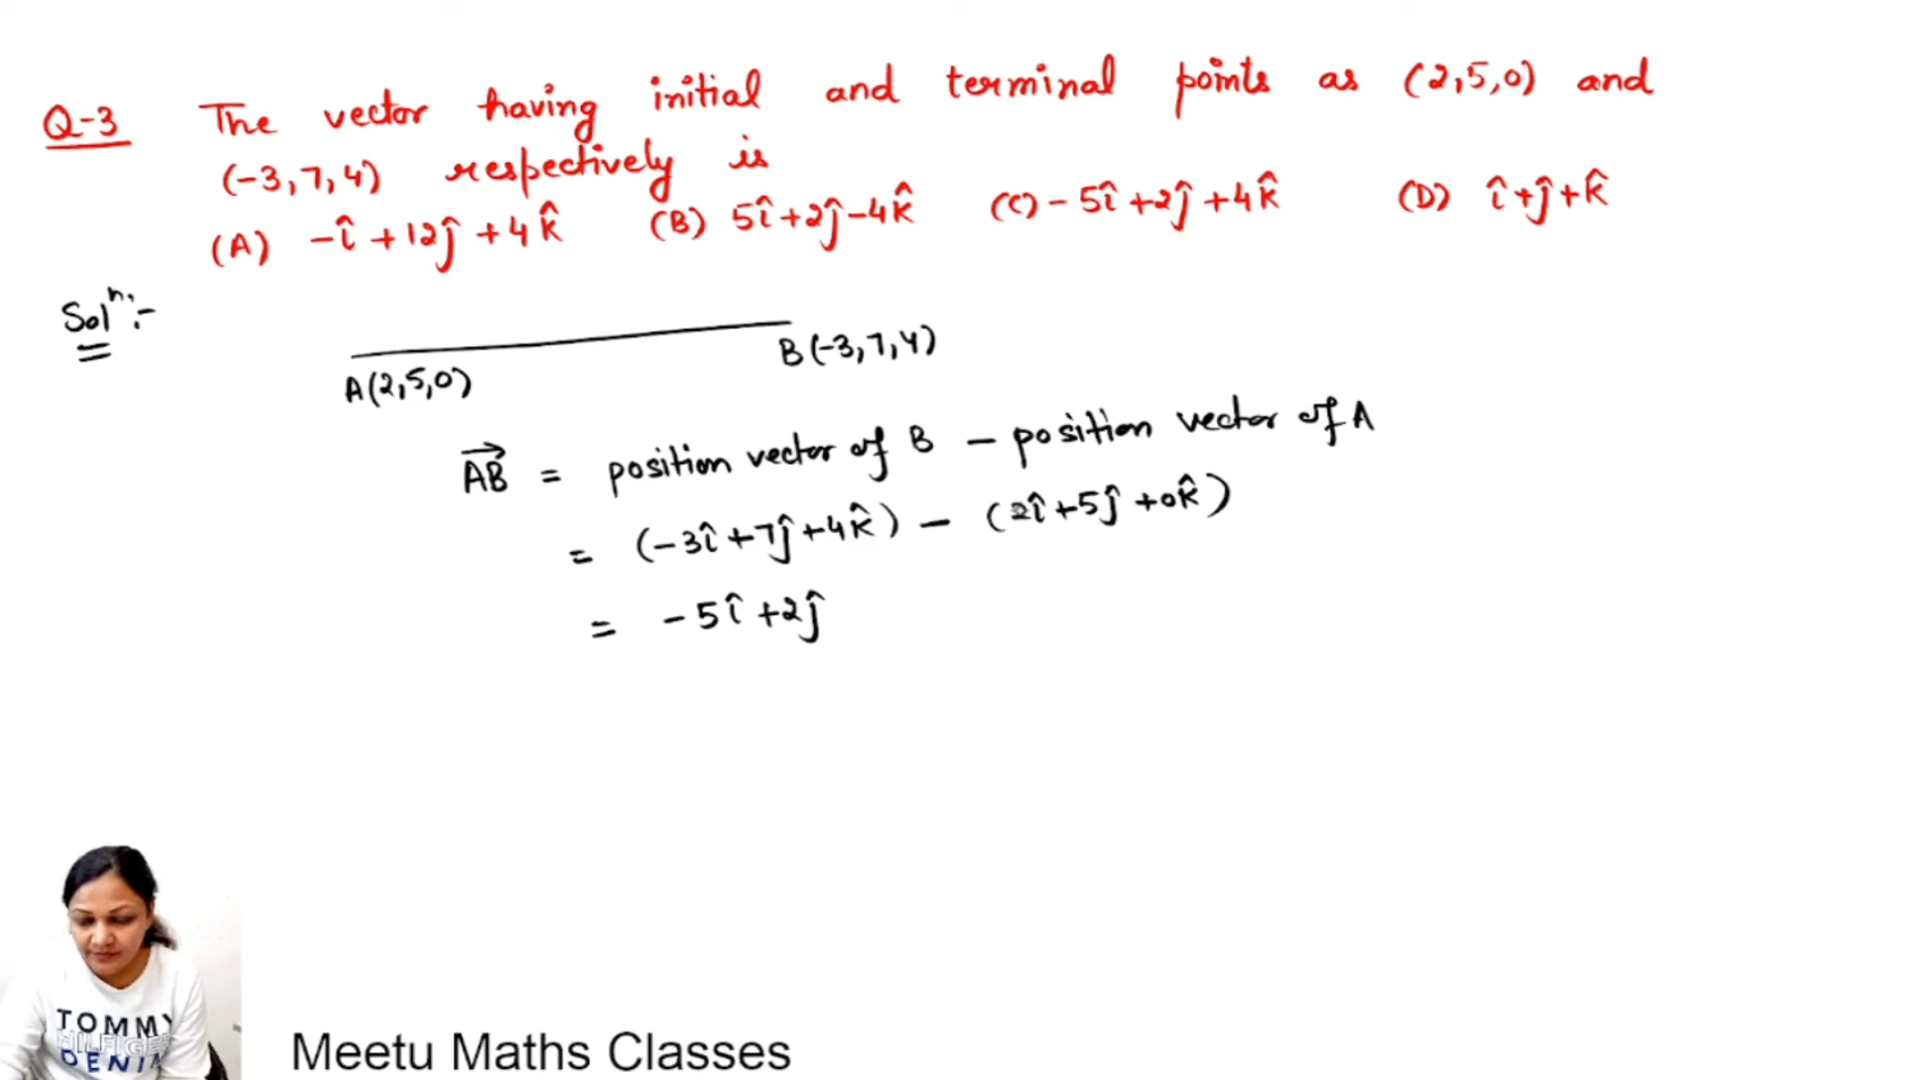 Q-3 The vector having initial and terminal points as (2,5,0) and
(-3,7,4) respectively is
(A) -î+12ĵ+4k̂ (B) 5î+2ĵ-4k̂ (C) -5î+2ĵ+4k̂ (D) î+ĵ+k̂
Solⁿ:-
A(2,5,0) B(-3,7,4)
A⃗B⃗ = position vector of B - position vector of A
= (-3î+7ĵ+4k̂) - (2î+5ĵ+0k̂)
= -5î+2ĵ
TOMMY
HILFIGER
DENIM
Meetu Maths Classes